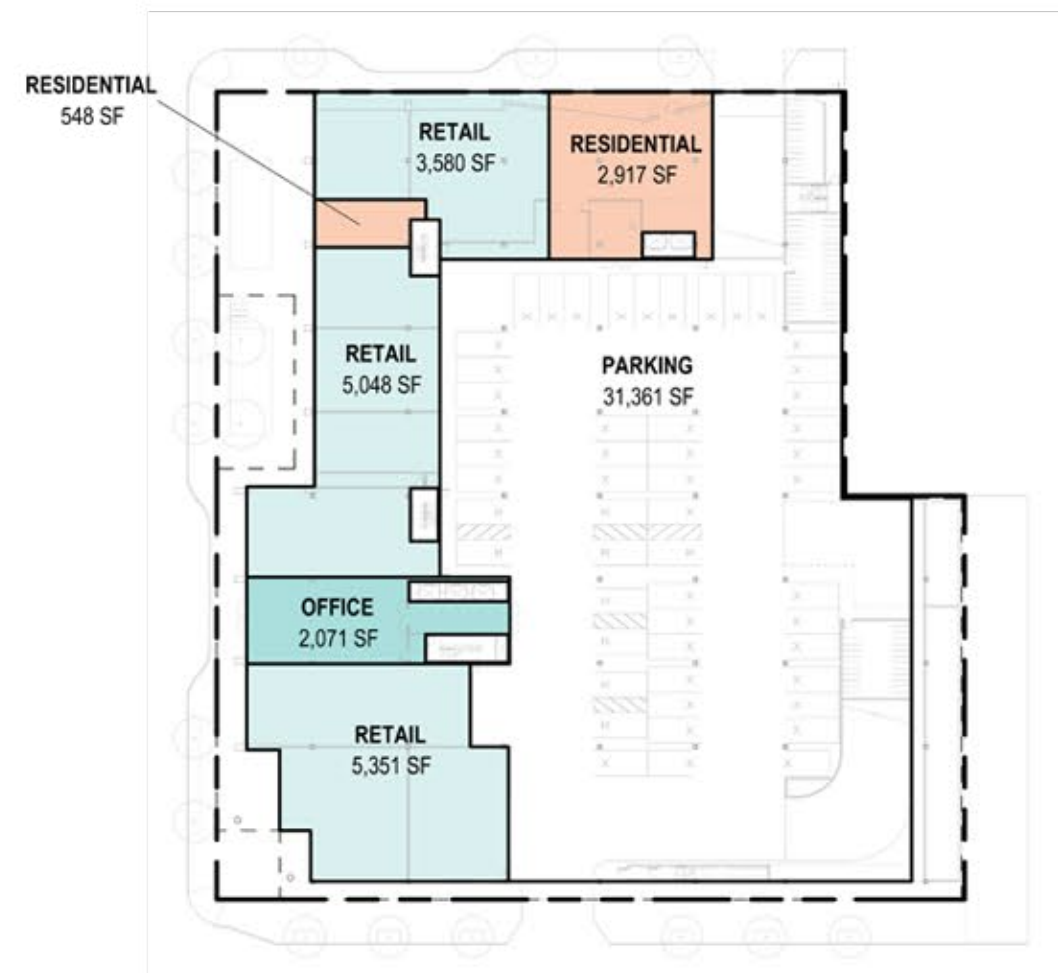 RESIDENTIAL
548 SF
RETAIL
3,580 SF
RESIDENTIAL
2,917 SF
RETAIL
5,048 SF
PARKING
31,361 SF
OFFICE
2,071 SF
RETAIL
5,351 SF